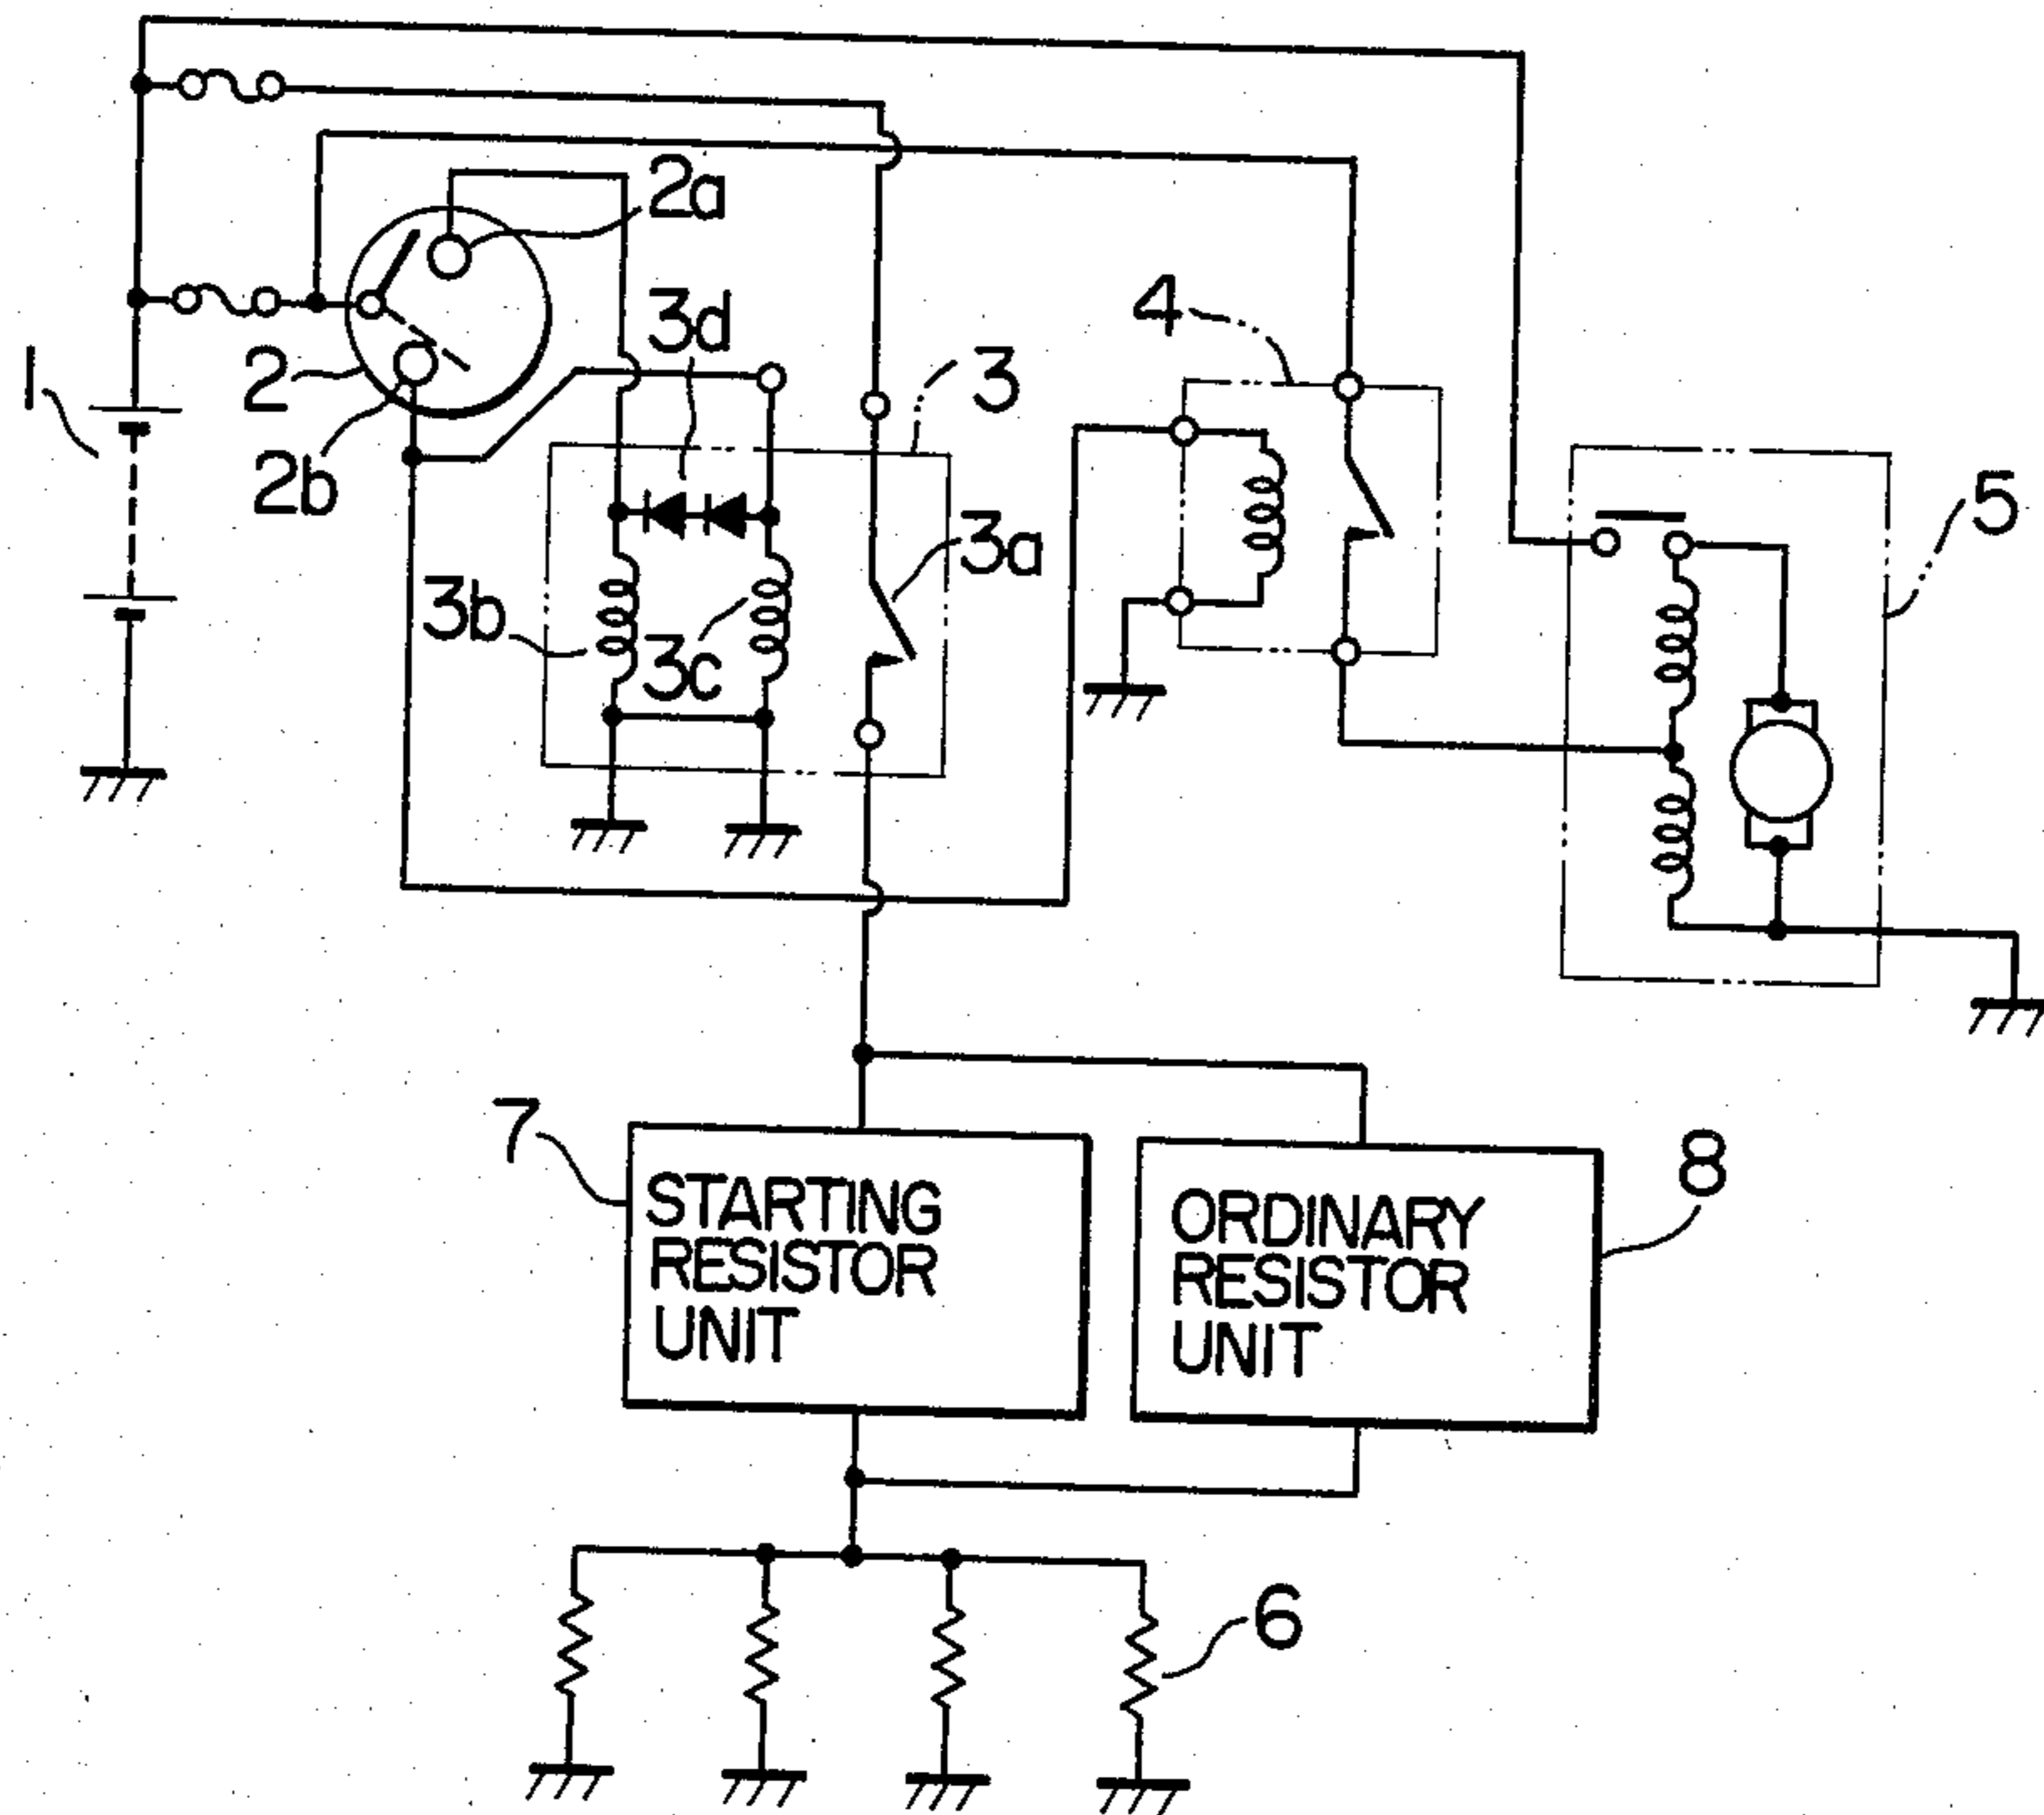 2a
3d
4
3
1
2
2b
5
3a
3b
3c
7
STARTING
RESISTOR
UNIT
8
ORDINARY
RESISTOR
UNIT
6